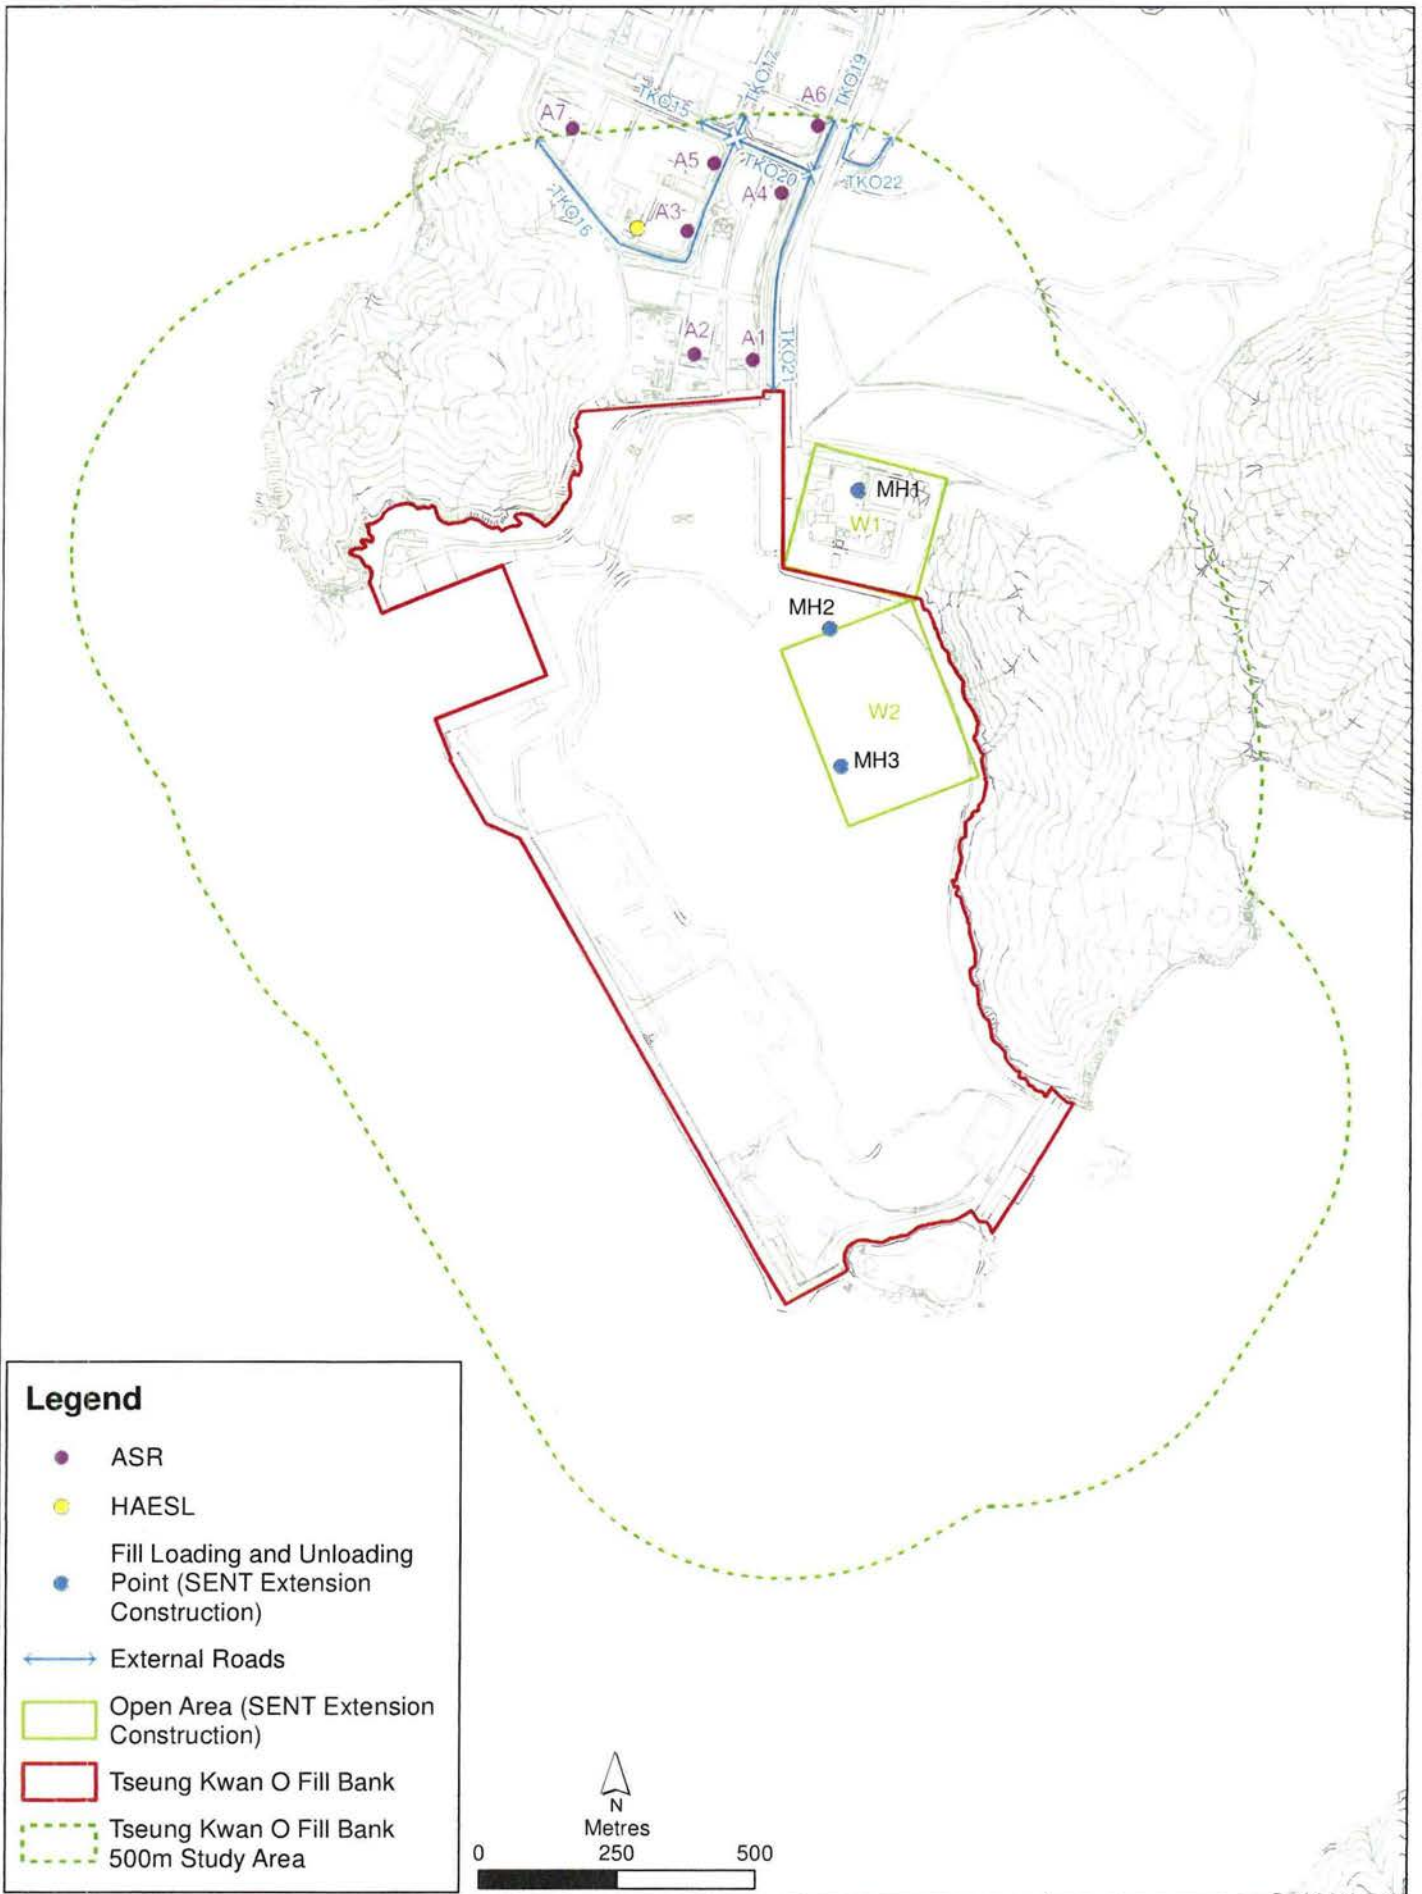 TKO17
TKO19
TKO15
A6
A7
A5
TKO20
TKO22
A4
TKO16
A3
A2
A1
TKO21
MH1
W1
MH2
W2
MH3
Legend
ASR
HAESL
Fill Loading and Unloading
Point (SENT Extension
Construction)
External Roads
Open Area (SENT Extension
Construction)
Tseung Kwan O Fill Bank
Tseung Kwan O Fill Bank
500m Study Area
N
Metres
0 250 500